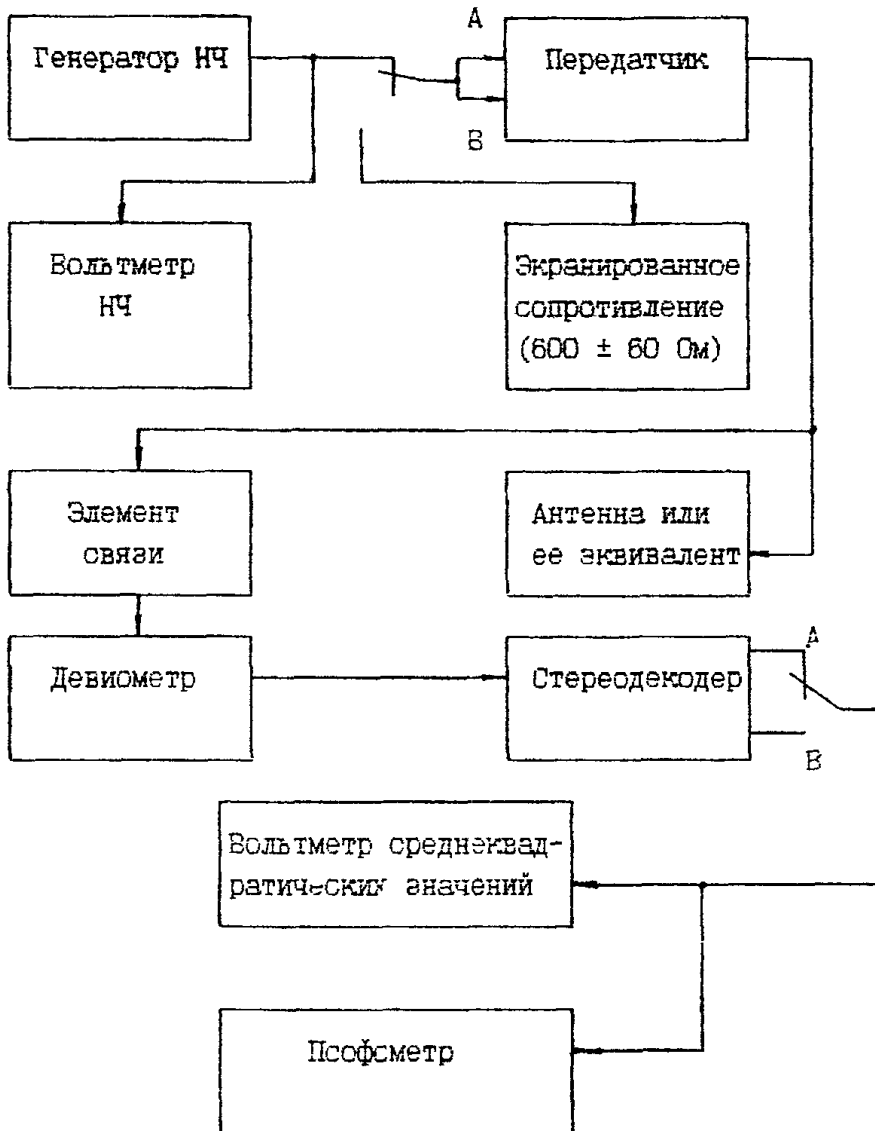 А
Генератор НЧ
Передатчик
В
Вольтметр
НЧ
Экранированное
сопротивление
(600 ± 60 Ом)
Элемент
связи
Антенна или
ее эквивалент
Девиометр
Стереодекодер
А
В
Вольтметр среднеквад-
ратических значений
Псофометр